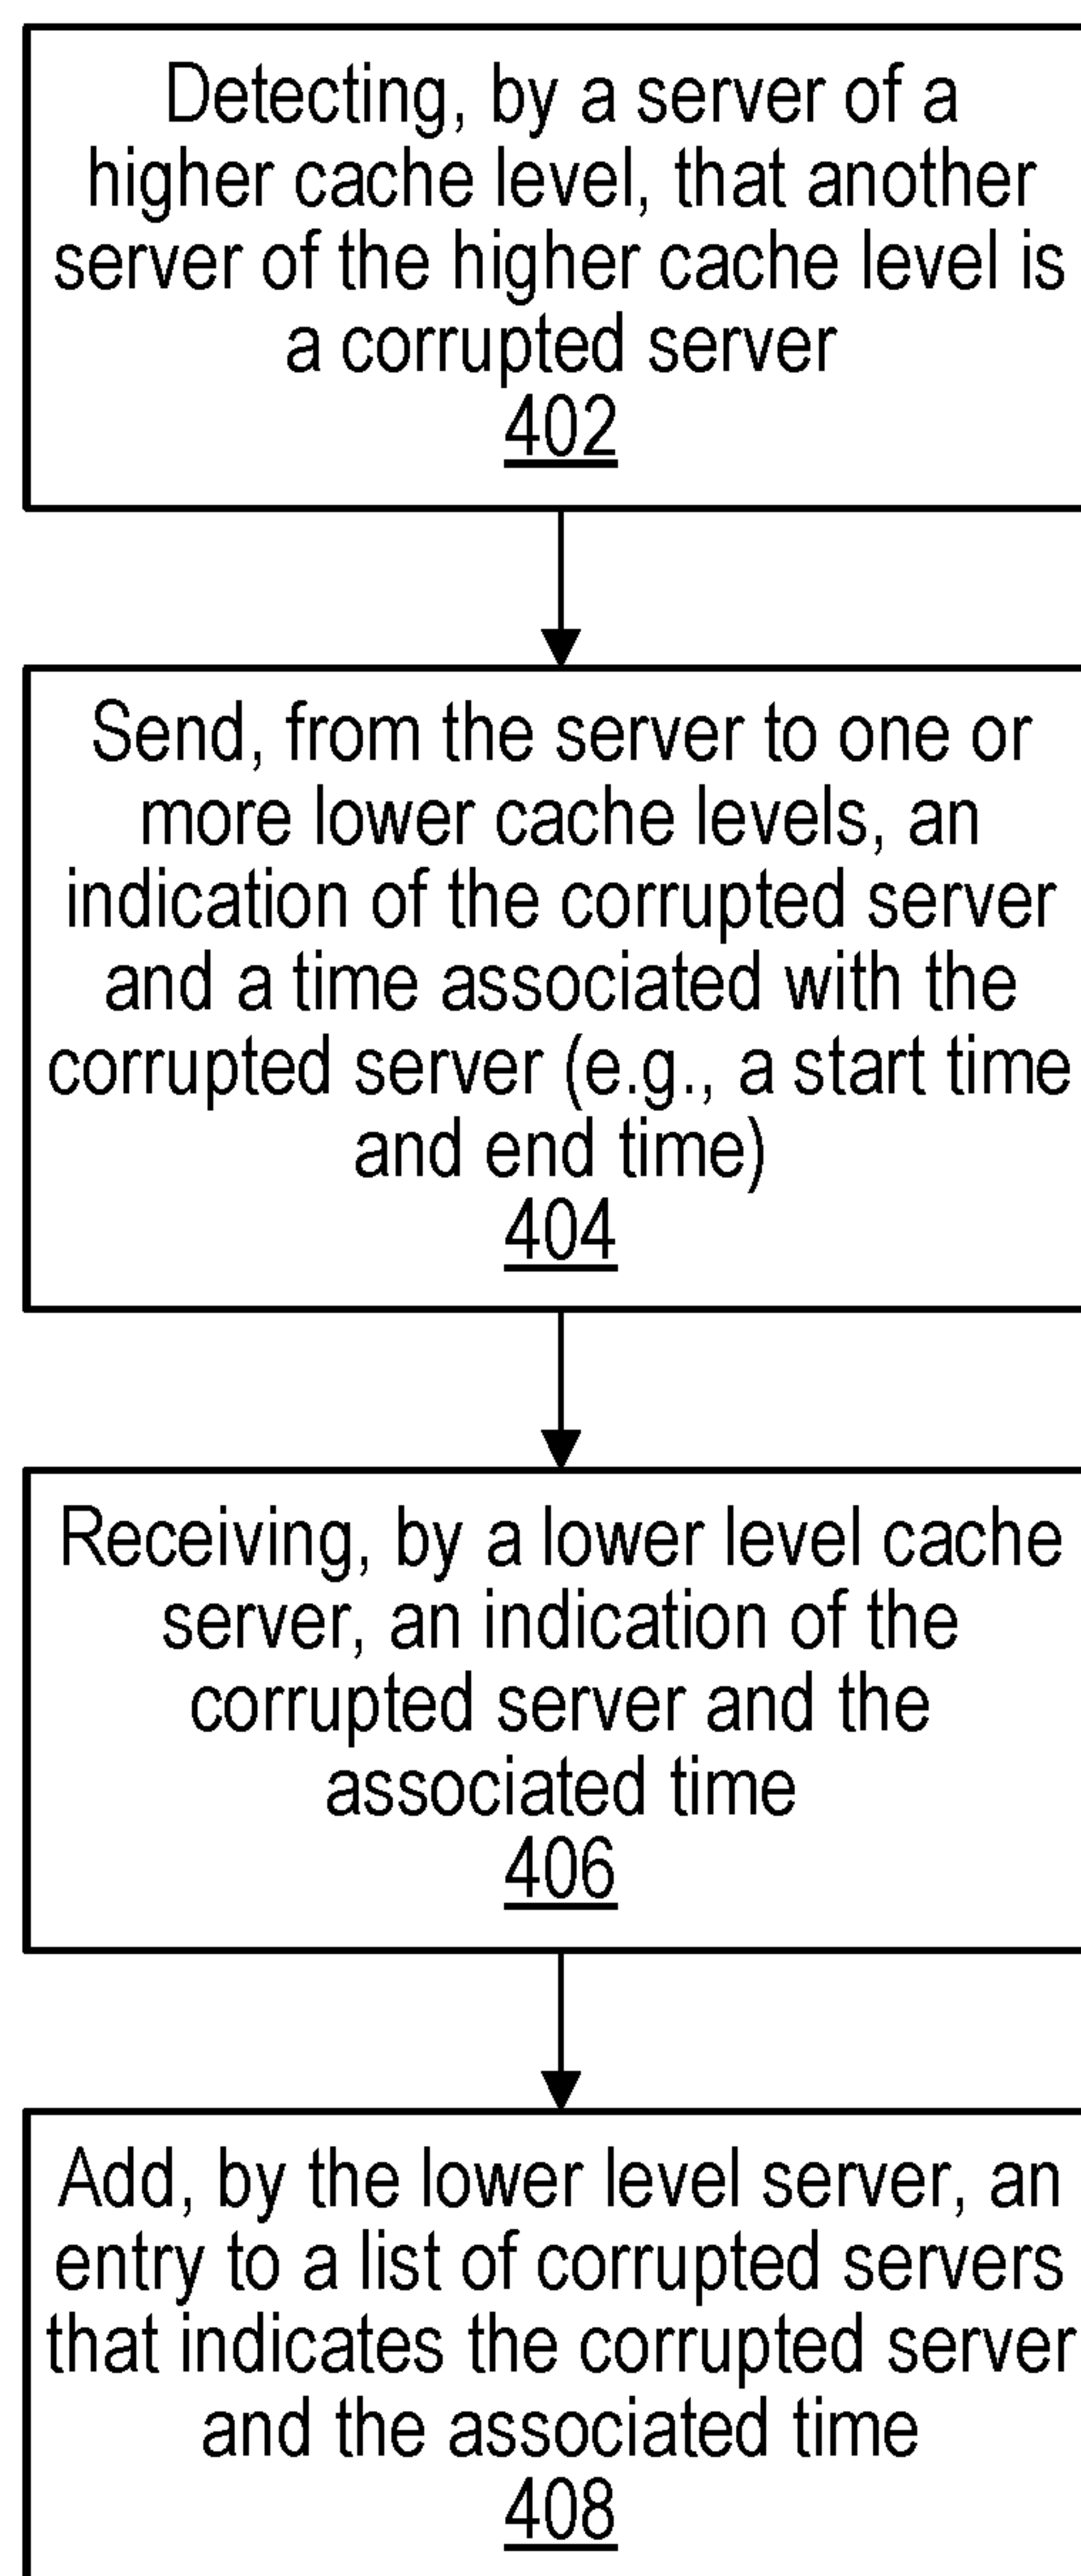 Detecting, by a server of a
higher cache level, that another
server of the higher cache level is
a corrupted server
402
Send, from the server to one or
more lower cache levels, an
indication of the corrupted server
and a time associated with the
corrupted server (e.g., a start time
and end time)
404
Receiving, by a lower level cache
server, an indication of the
corrupted server and the
associated time
406
Add, by the lower level server, an
entry to a list of corrupted servers
that indicates the corrupted server
and the associated time
408